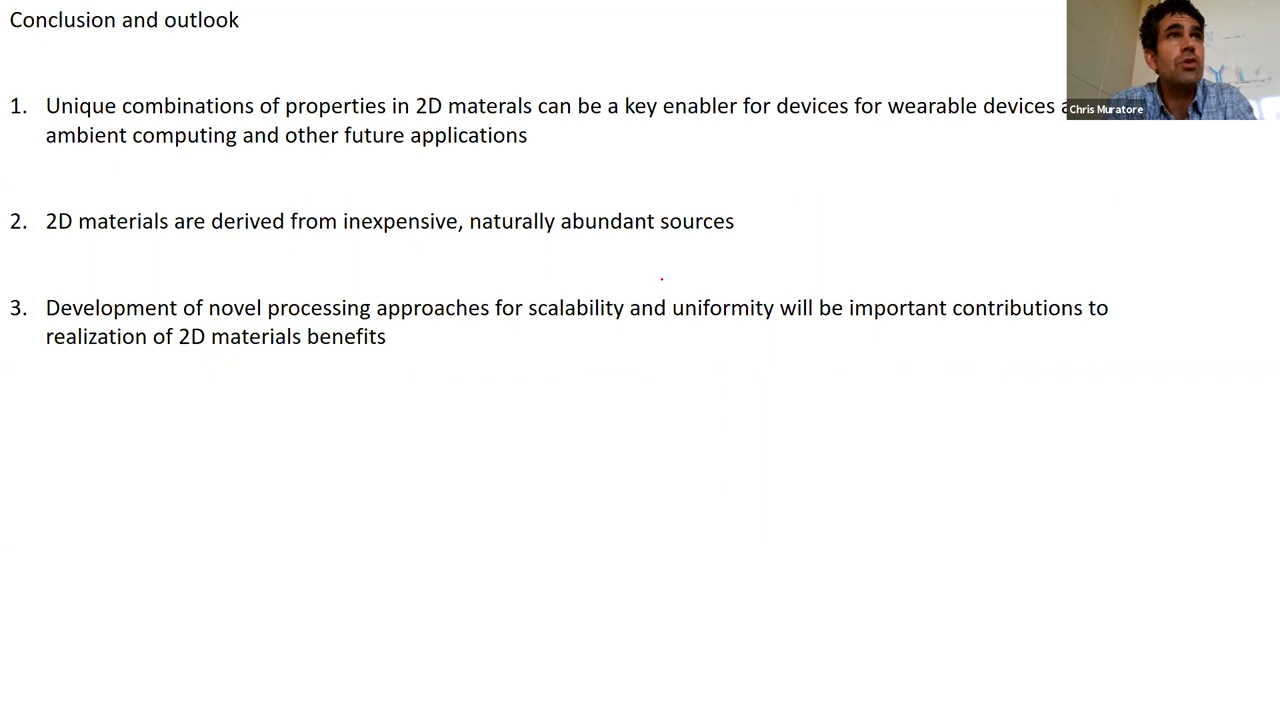 Conclusion and outlook
1. Unique combinations of properties in 2D materals can be a key enabler for devices for wearable devices
ambient computing and other future applications
2. 2D materials are derived from inexpensive, naturally abundant sources
3. Development of novel processing approaches for scalability and uniformity will be important contributions to
realization of 2D materials benefits
Chris Muratore